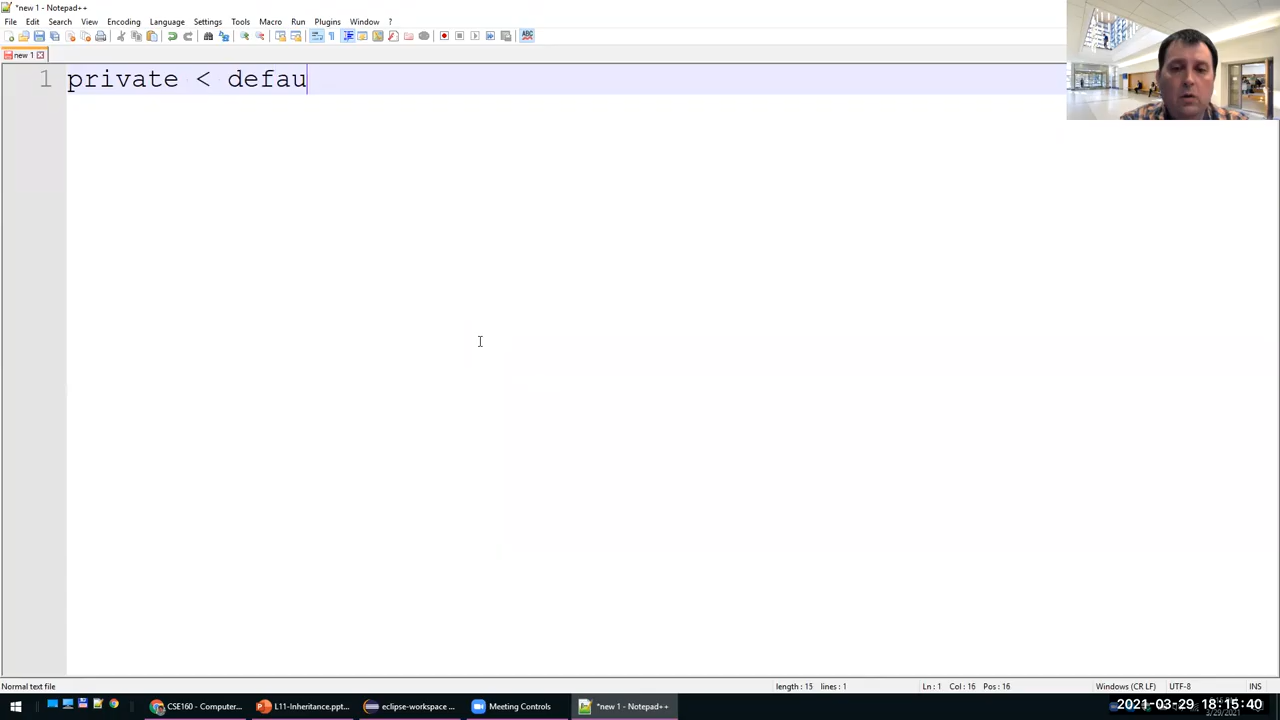 *new 1 - Notepad++
File Edit Search View Encoding Language Settings Tools Macro Run Plugins Window ?
new 1
1 private < defau
Normal text file length : 15 lines : 1 Ln : 1 Col : 16 Pos : 16 Windows (CR LF) UTF-8 INS
CSE160 - Computer... L11-Inheritance.ppt... eclipse-workspace ... Meeting Controls *new 1 - Notepad++
2021-03-29 18:15:40
3/29/2021